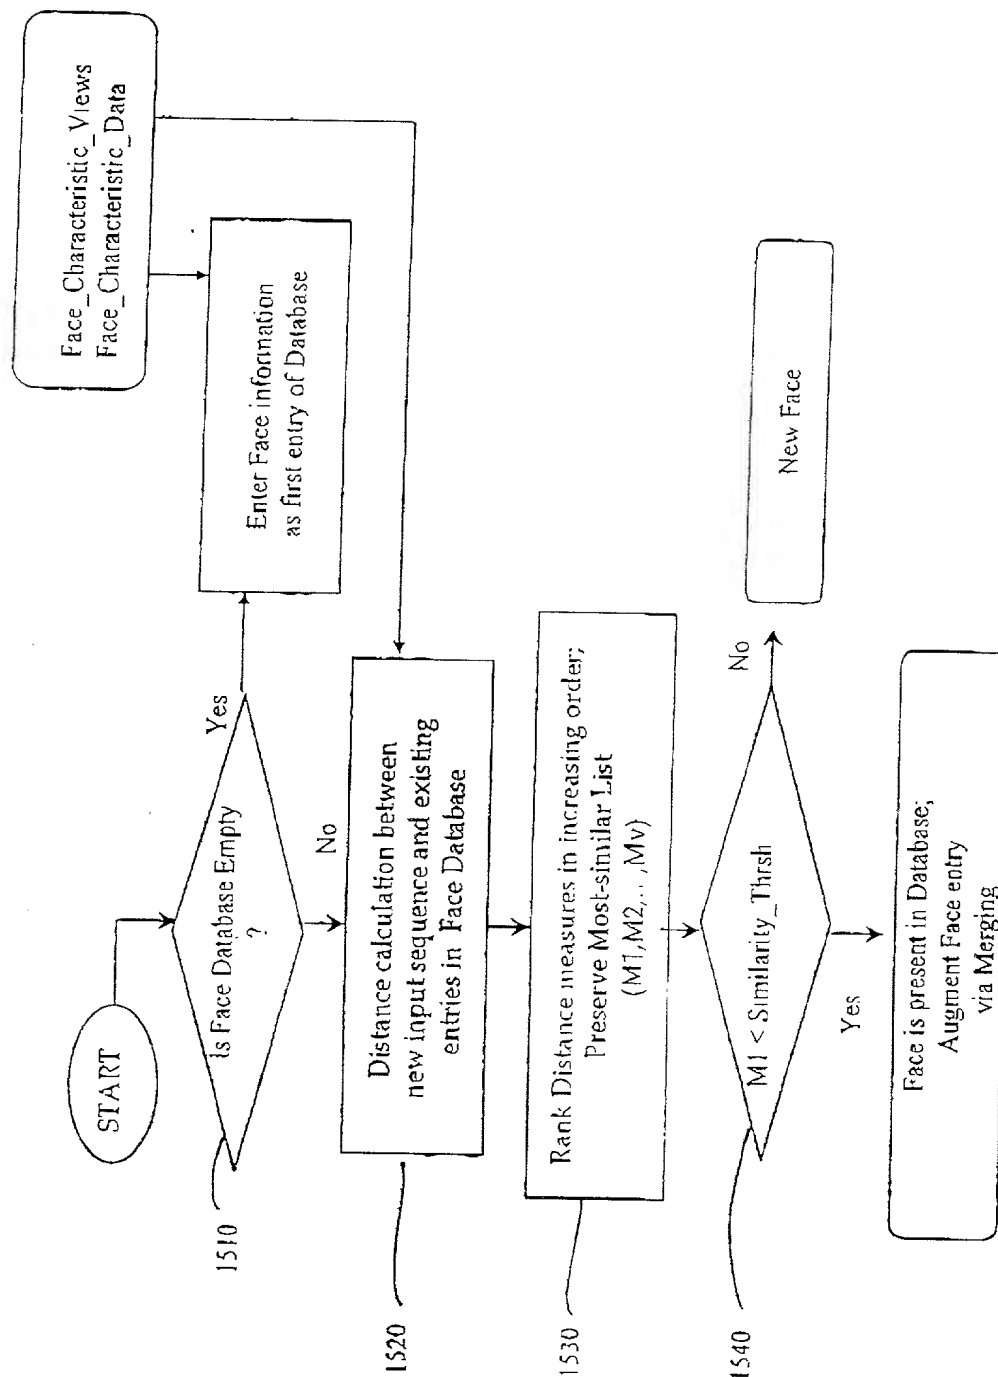 Face_Characteristic_Views
Face_Characteristic_Data
START
1510
Is Face Database Empty
?
Yes
Enter Face information
as first entry of Database
No
1520
Distance calculation between
new input sequence and existing
entries in Face Database
1530
Rank Distance measures in increasing order;
Preserve Most-similar List
(M1,M2,...,Mv)
1540
M1 < Similarity_Thrsh
No
New Face
Yes
Face is present in Database;
Augment Face entry
via Merging